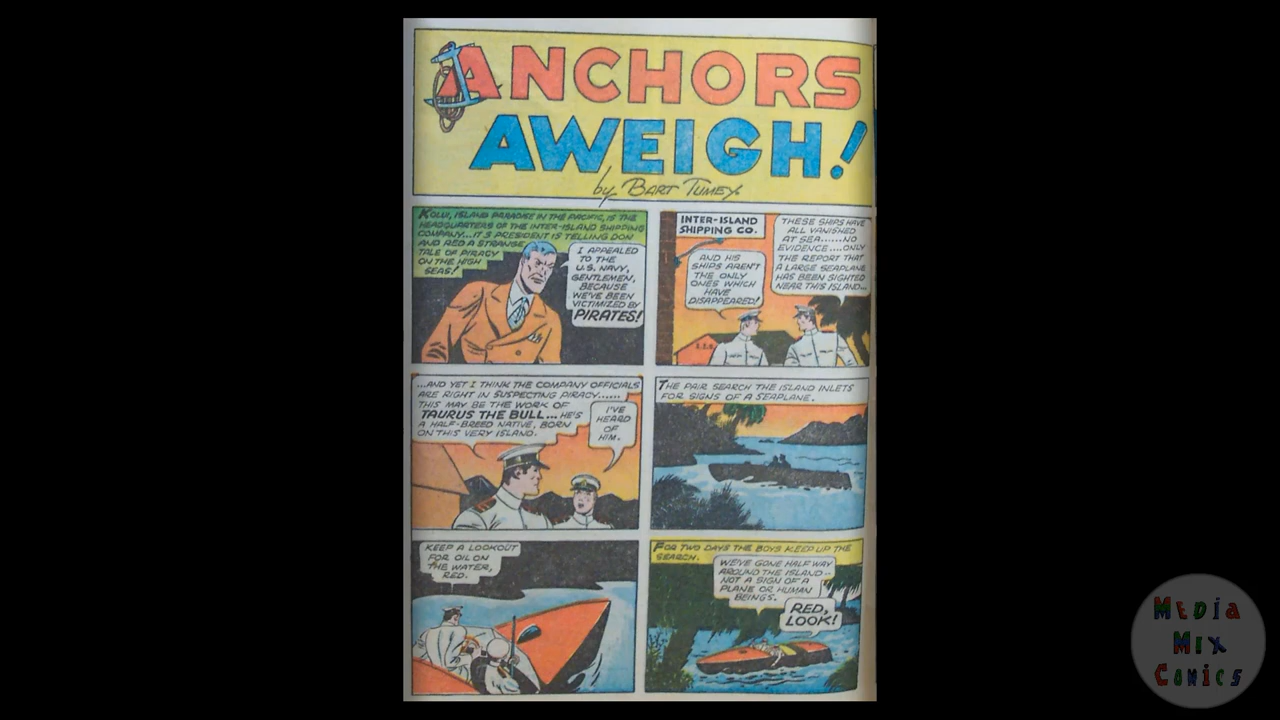 ANCHORS
AWEIGH!
by BART TUMEY.
KOLUI, ISLAND PARADISE IN THE PACIFIC, IS THE
HEADQUARTERS OF THE INTER-ISLAND SHIPPING
COMPANY...IT'S PRESIDENT IS TELLING DON
AND RED A STRANGE
TALE OF PIRACY
ON THE HIGH
SEAS!
I APPEALED
TO THE
U.S. NAVY,
GENTLEMEN,
BECAUSE
WE'VE BEEN
VICTIMIZED BY
PIRATES!
INTER-ISLAND
SHIPPING CO.
AND HIS
SHIPS AREN'T
THE ONLY
ONES WHICH
HAVE
DISAPPEARED!
THESE SHIPS HAVE
ALL VANISHED
AT SEA......NO
EVIDENCE....ONLY
THE REPORT THAT
A LARGE SEAPLANE
HAS BEEN SIGHTED
NEAR THIS ISLAND...
...AND YET I THINK THE COMPANY OFFICIALS
ARE RIGHT IN SUSPECTING PIRACY......
THIS MAY BE THE WORK OF
TAURUS THE BULL... HE'S
A HALF-BREED NATIVE, BORN
ON THIS VERY ISLAND.
I'VE
HEARD
OF
HIM.
THE PAIR SEARCH THE ISLAND INLETS
FOR SIGNS OF A SEAPLANE.
KEEP A LOOKOUT
FOR OIL ON
THE WATER,
RED.
FOR TWO DAYS THE BOYS KEEP UP THE
SEARCH.
WE'VE GONE HALF WAY
AROUND THE ISLAND--
NOT A SIGN OF A
PLANE OR HUMAN
BEINGS.
RED,
LOOK!
MEDiA
MiX
COMiCS